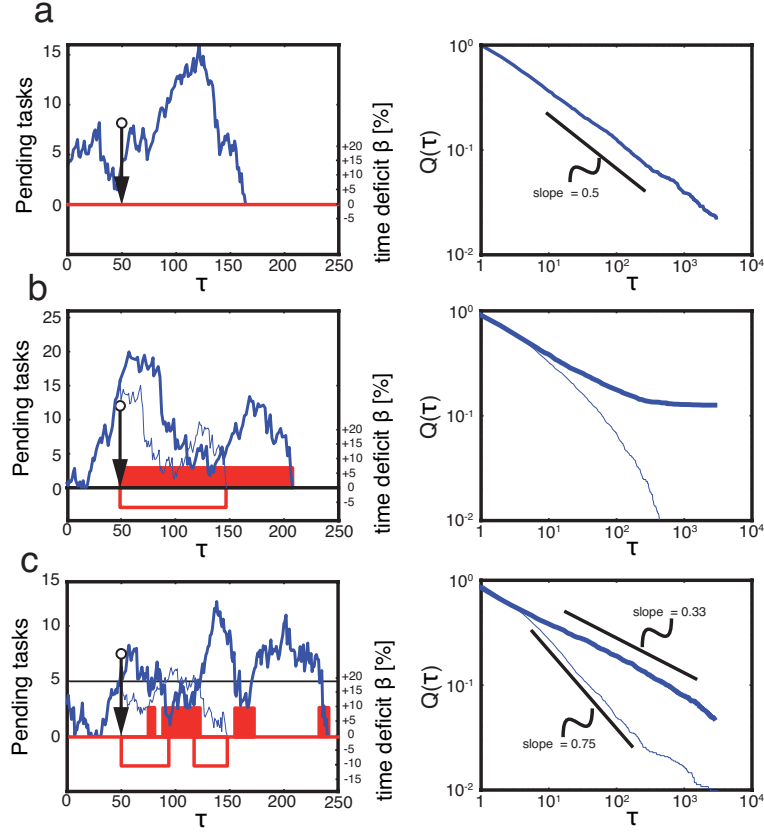 a
Pending tasks
15
10
5
0
+20
+15
+10
+5
0
-5
time deficit β [%]
0 50 100 150 200 250
τ
Q(τ)
10^0
10^-1
10^-2
slope = 0.5
1 10^1 10^2 10^3 10^4
τ
b
Pending tasks
25
20
15
10
5
0
+20
+15
+10
+5
0
-5
time deficit β [%]
0 50 100 150 200 250
τ
Q(τ)
10^0
10^-1
10^-2
1 10^1 10^2 10^3 10^4
τ
c
Pending tasks
15
10
5
0
+20
+15
+10
+5
0
-5
-10
-15
time deficit β [%]
0 50 100 150 200 250
τ
Q(τ)
10^0
10^-1
10^-2
slope = 0.33
slope = 0.75
1 10^1 10^2 10^3 10^4
τ